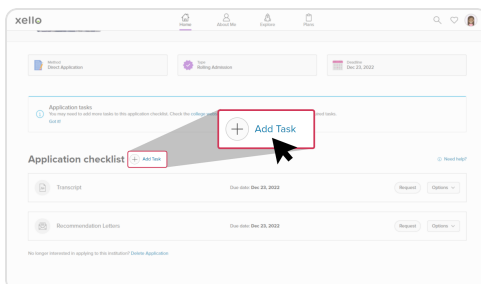 xello
Home
About Me
Explore
Plans
Method
Direct Application
Type
Rolling Admission
Deadline
Dec 23, 2022
Application tasks
You may need to add more tasks to this application checklist. Check the college
tasks.
Got it!
Add Task
Application checklist + Add Task
Need help?
Transcript
Due date: Dec 23, 2022
Request
Options
Recommendation Letters
Due date: Dec 23, 2022
Request
Options
No longer interested in applying to this institution? Delete Application